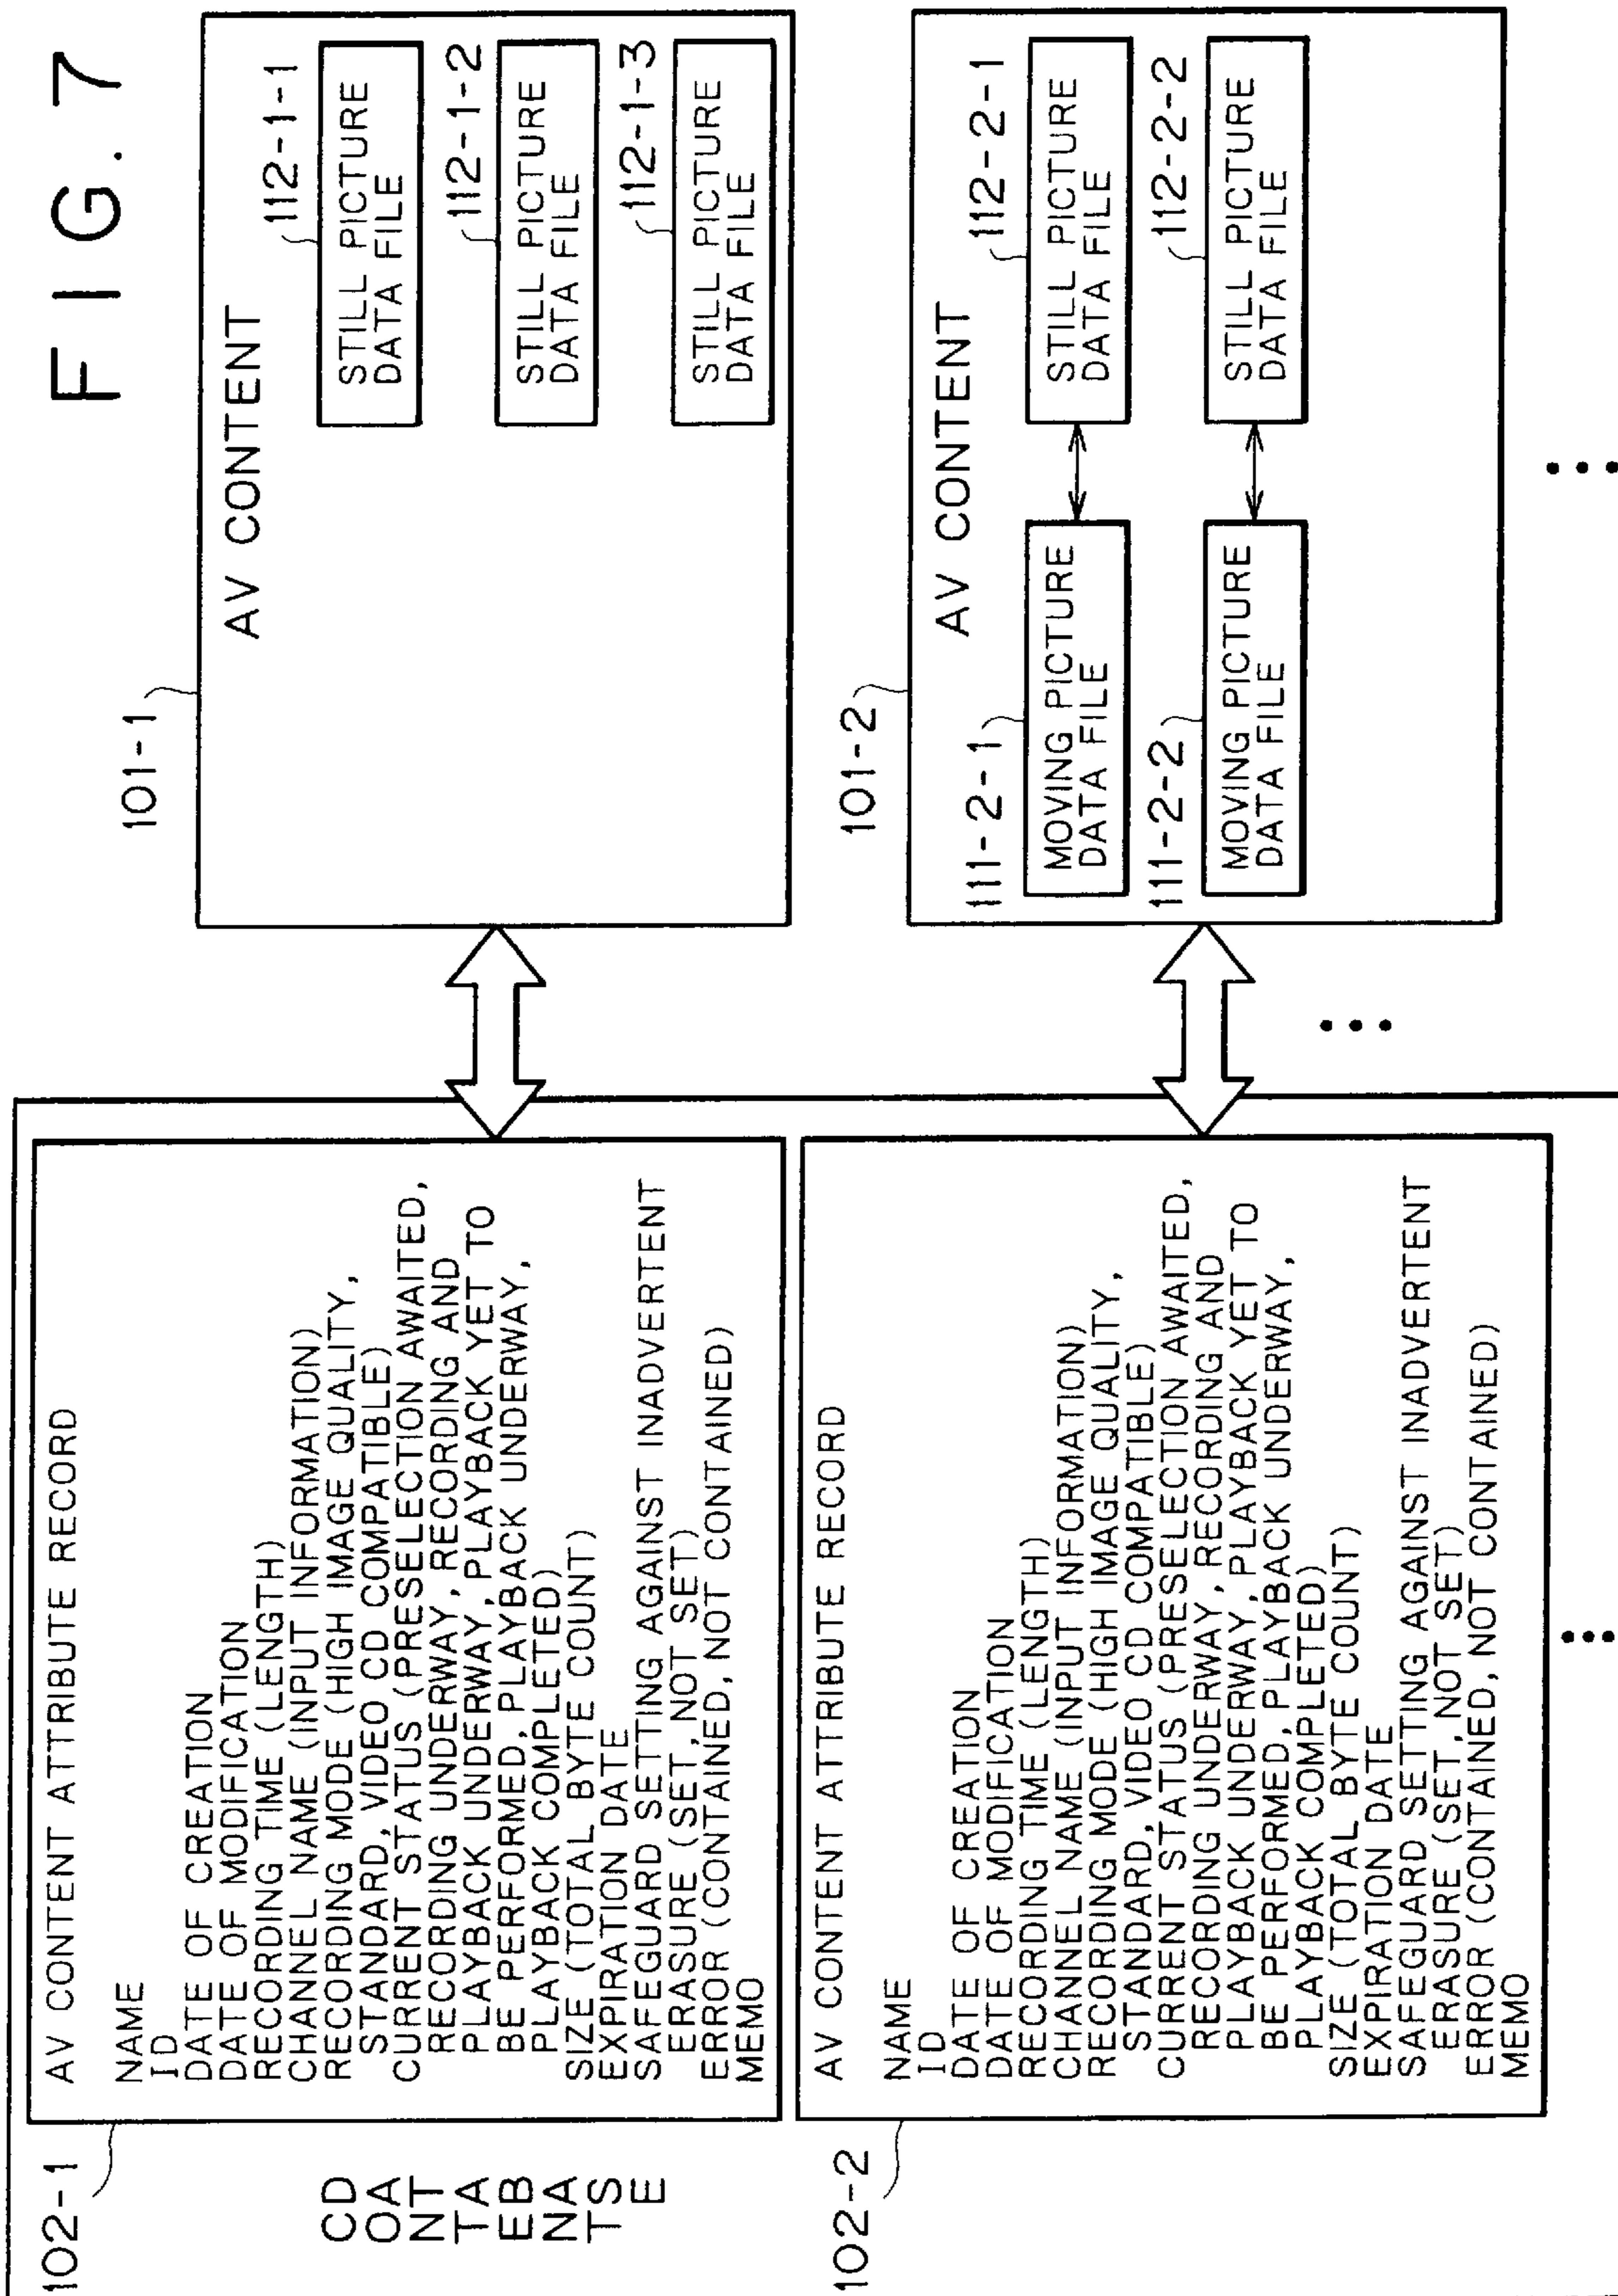 FIG. 7
102-1
CONTENT
DATABASE
AV CONTENT ATTRIBUTE RECORD
NAME
ID
DATE OF CREATION
DATE OF MODIFICATION
RECORDING TIME (LENGTH)
CHANNEL NAME (INPUT INFORMATION)
RECORDING MODE (HIGH IMAGE QUALITY,
STANDARD, VIDEO CD COMPATIBLE)
CURRENT STATUS (PRESELECTION AWAITED,
RECORDING UNDERWAY, RECORDING AND
PLAYBACK UNDERWAY, PLAYBACK YET TO
BE PERFORMED, PLAYBACK UNDERWAY,
PLAYBACK COMPLETED)
SIZE (TOTAL BYTE COUNT)
EXPIRATION DATE
SAFEGUARD SETTING AGAINST INADVERTENT
ERASURE (SET, NOT SET)
ERROR (CONTAINED, NOT CONTAINED)
MEMO
101-1
AV CONTENT
112-1-1
STILL PICTURE
DATA FILE
112-1-2
STILL PICTURE
DATA FILE
112-1-3
STILL PICTURE
DATA FILE
102-2
AV CONTENT ATTRIBUTE RECORD
NAME
ID
DATE OF CREATION
DATE OF MODIFICATION
RECORDING TIME (LENGTH)
CHANNEL NAME (INPUT INFORMATION)
RECORDING MODE (HIGH IMAGE QUALITY,
STANDARD, VIDEO CD COMPATIBLE)
CURRENT STATUS (PRESELECTION AWAITED,
RECORDING UNDERWAY, RECORDING AND
PLAYBACK UNDERWAY, PLAYBACK YET TO
BE PERFORMED, PLAYBACK UNDERWAY,
PLAYBACK COMPLETED)
SIZE (TOTAL BYTE COUNT)
EXPIRATION DATE
SAFEGUARD SETTING AGAINST INADVERTENT
ERASURE (SET, NOT SET)
ERROR (CONTAINED, NOT CONTAINED)
MEMO
101-2
AV CONTENT
111-2-1
MOVING PICTURE
DATA FILE
112-2-1
STILL PICTURE
DATA FILE
111-2-2
MOVING PICTURE
DATA FILE
112-2-2
STILL PICTURE
DATA FILE